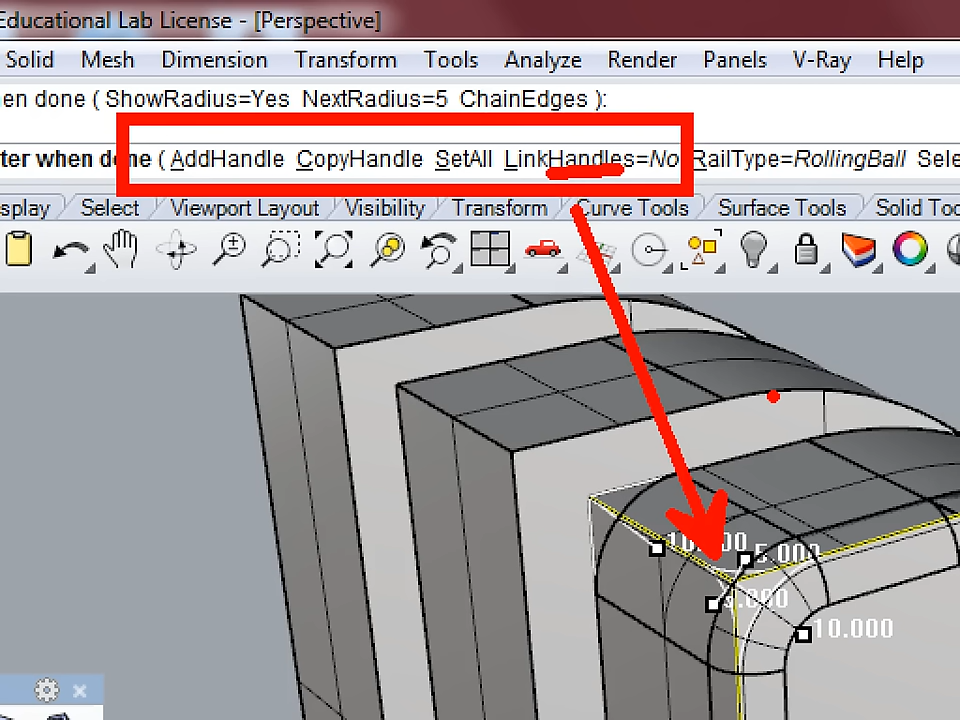 Educational Lab License - [Perspective]
Solid Mesh Dimension Transform Tools Analyze Render Panels V-Ray Help
en done ( ShowRadius=Yes NextRadius=5 ChainEdges ):
ter when done ( AddHandle CopyHandle SetAll LinkHandles=No RailType=RollingBall Sele
splay Select Viewport Layout Visibility Transform Curve Tools Surface Tools Solid Too
5.000
10.000